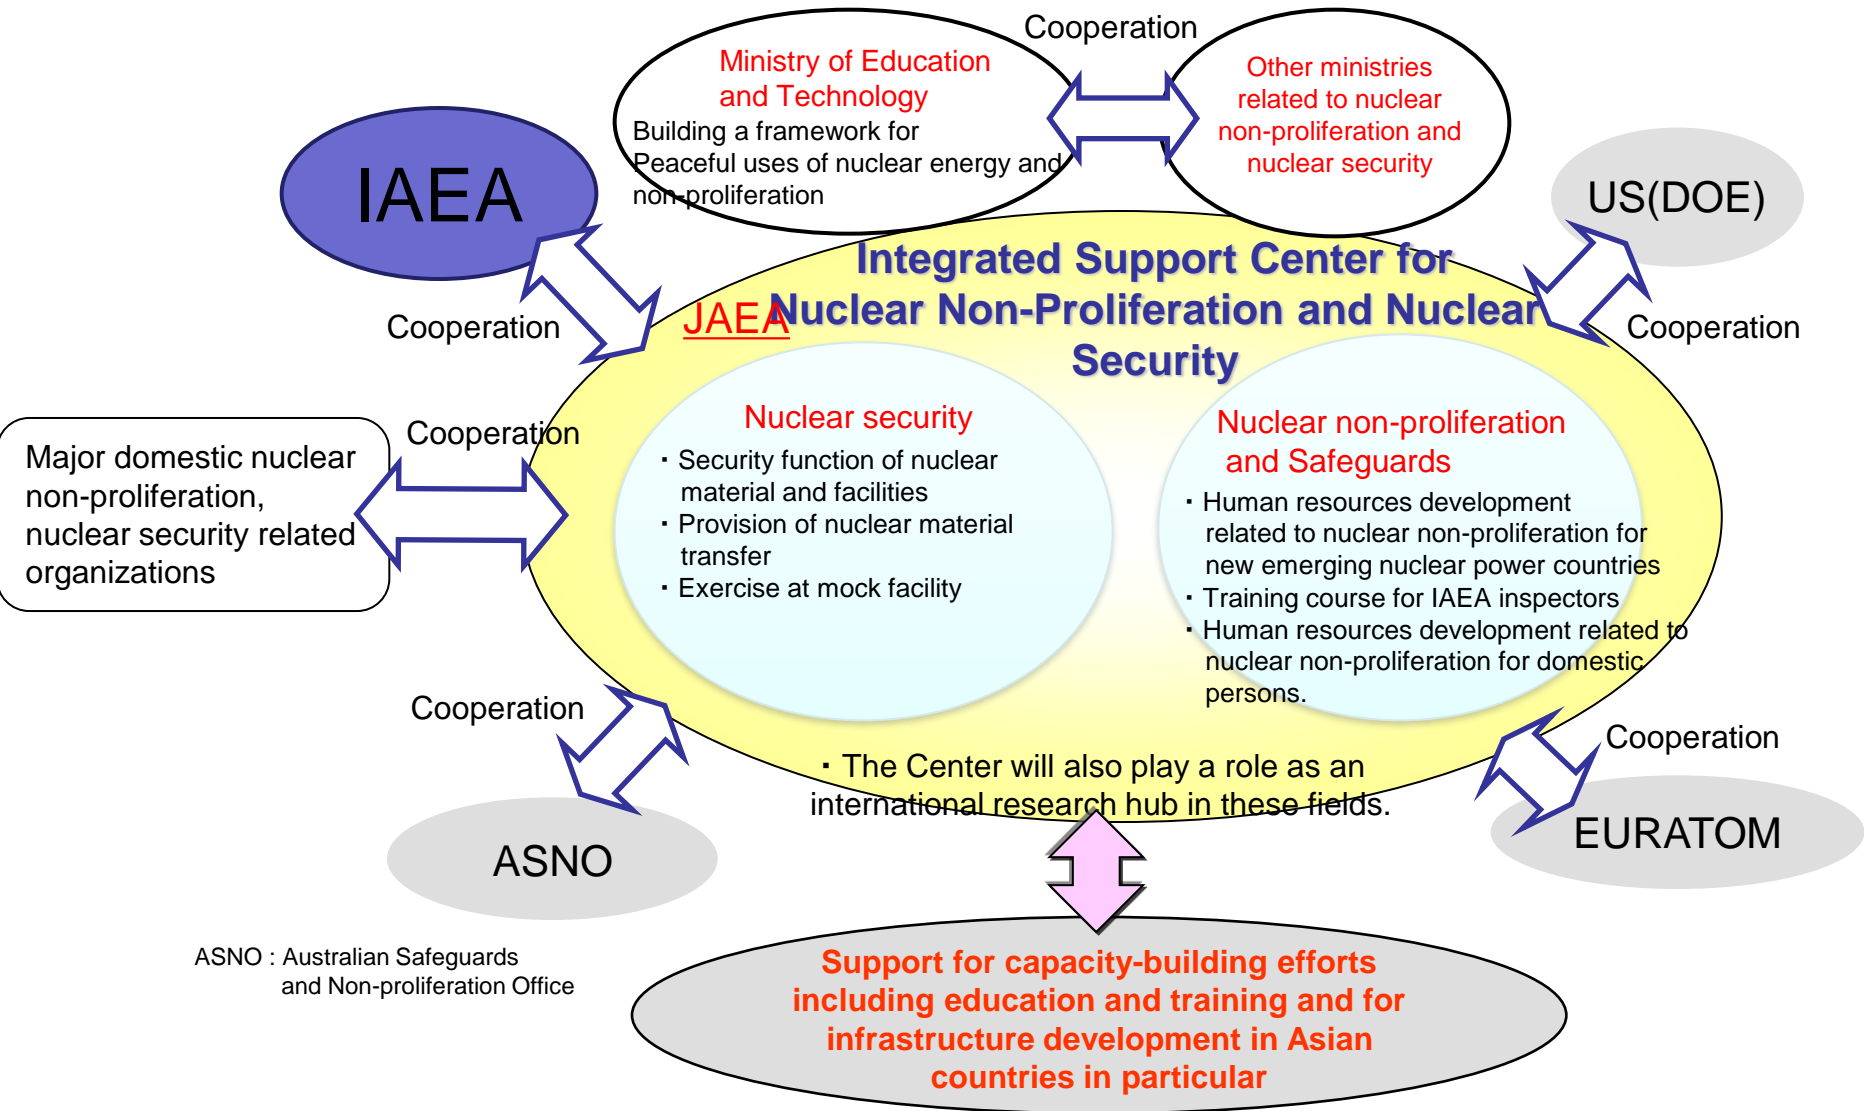 Cooperation
Ministry of Education
and Technology
Building a framework for
Peaceful uses of nuclear energy and
non-proliferation
Other ministries
related to nuclear
non-proliferation and
nuclear security
IAEA
US(DOE)
Cooperation
Cooperation
JAEA
Integrated Support Center for
Nuclear Non-Proliferation and Nuclear
Security
Cooperation
Major domestic nuclear
non-proliferation,
nuclear security related
organizations
Nuclear security
・Security function of nuclear
material and facilities
・Provision of nuclear material
transfer
・Exercise at mock facility
Nuclear non-proliferation
and Safeguards
・Human resources development
related to nuclear non-proliferation for
new emerging nuclear power countries
・Training course for IAEA inspectors
・Human resources development related to
nuclear non-proliferation for domestic
persons.
Cooperation
Cooperation
・The Center will also play a role as an
international research hub in these fields.
ASNO
EURATOM
ASNO : Australian Safeguards
and Non-proliferation Office
Support for capacity-building efforts
including education and training and for
infrastructure development in Asian
countries in particular